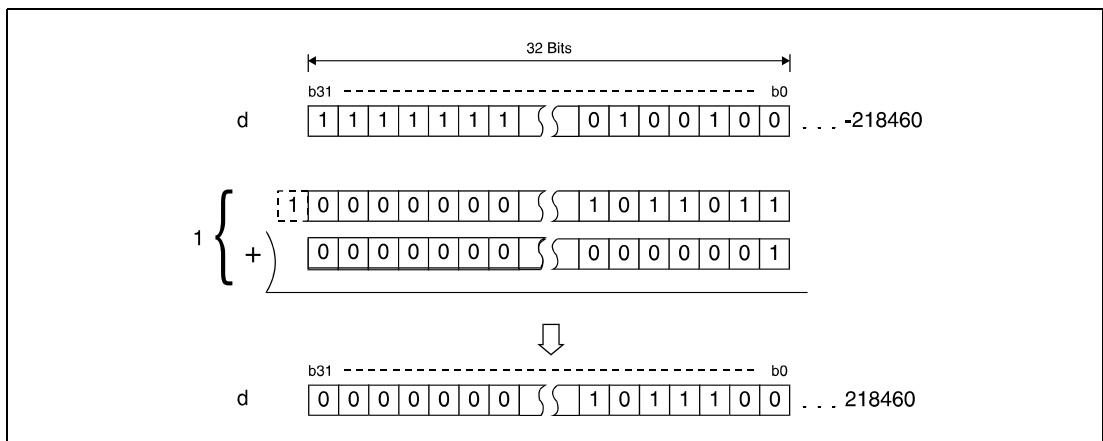 32 Bits
b31 b0
d 1 1 1 1 1 1 1 0 1 0 0 1 0 0 . . . -218460
1 0 0 0 0 0 0 0 1 0 1 1 0 1 1
1
+ 0 0 0 0 0 0 0 0 0 0 0 0 0 1
b31 b0
d 0 0 0 0 0 0 0 1 0 1 1 1 0 0 . . . 218460